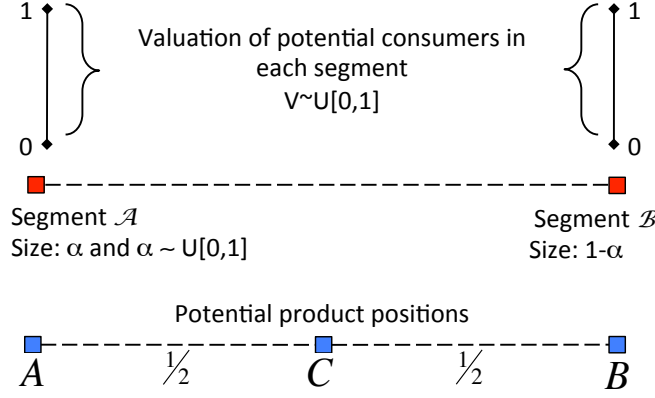 1
1
Valuation of potential consumers in
each segment
V~U[0,1]
0
0
Segment 𝒜
Segment ℬ
Size: α and α ~ U[0,1]
Size: 1-α
Potential product positions
½
½
A
C
B